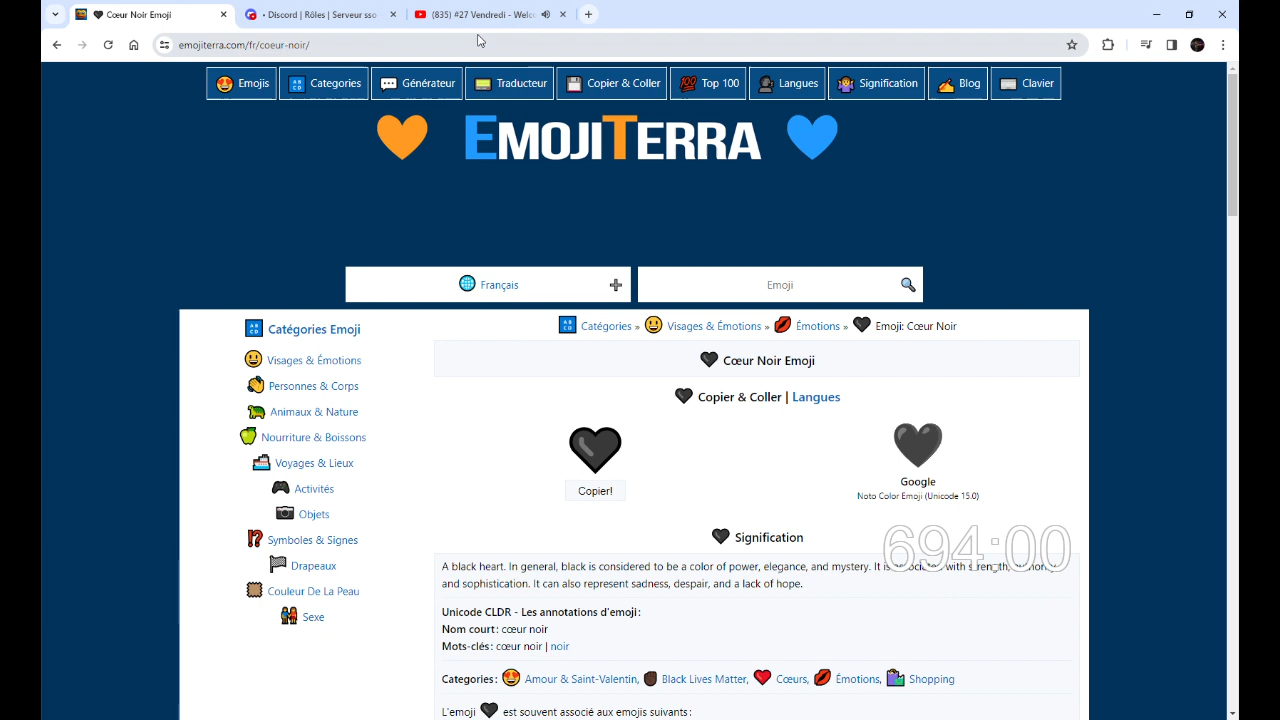 Cœur Noir Emoji
• Discord | Rôles | Serveur sso
(835) #27 Vendredi - Welc
emojiterra.com/fr/coeur-noir/
Emojis
Categories
Générateur
Traducteur
Copier & Coller
Top 100
Langues
Signification
Blog
Clavier
EMOJITERRA
Français
Emoji
Catégories Emoji
Visages & Émotions
Personnes & Corps
Animaux & Nature
Nourriture & Boissons
Voyages & Lieux
Activités
Objets
Symboles & Signes
Drapeaux
Couleur De La Peau
Sexe
Catégories » Visages & Émotions » Émotions » Emoji: Cœur Noir
Cœur Noir Emoji
Copier & Coller | Langues
Copier!
Google
Noto Color Emoji (Unicode 15.0)
Signification
694:00
A black heart. In general, black is considered to be a color of power, elegance, and mystery. It is associated with strength,
and sophistication. It can also represent sadness, despair, and a lack of hope.
Unicode CLDR - Les annotations d'emoji:
Nom court: cœur noir
Mots-clés: cœur noir | noir
Categories: Amour & Saint-Valentin, Black Lives Matter, Cœurs, Émotions, Shopping
L'emoji est souvent associé aux emojis suivants: